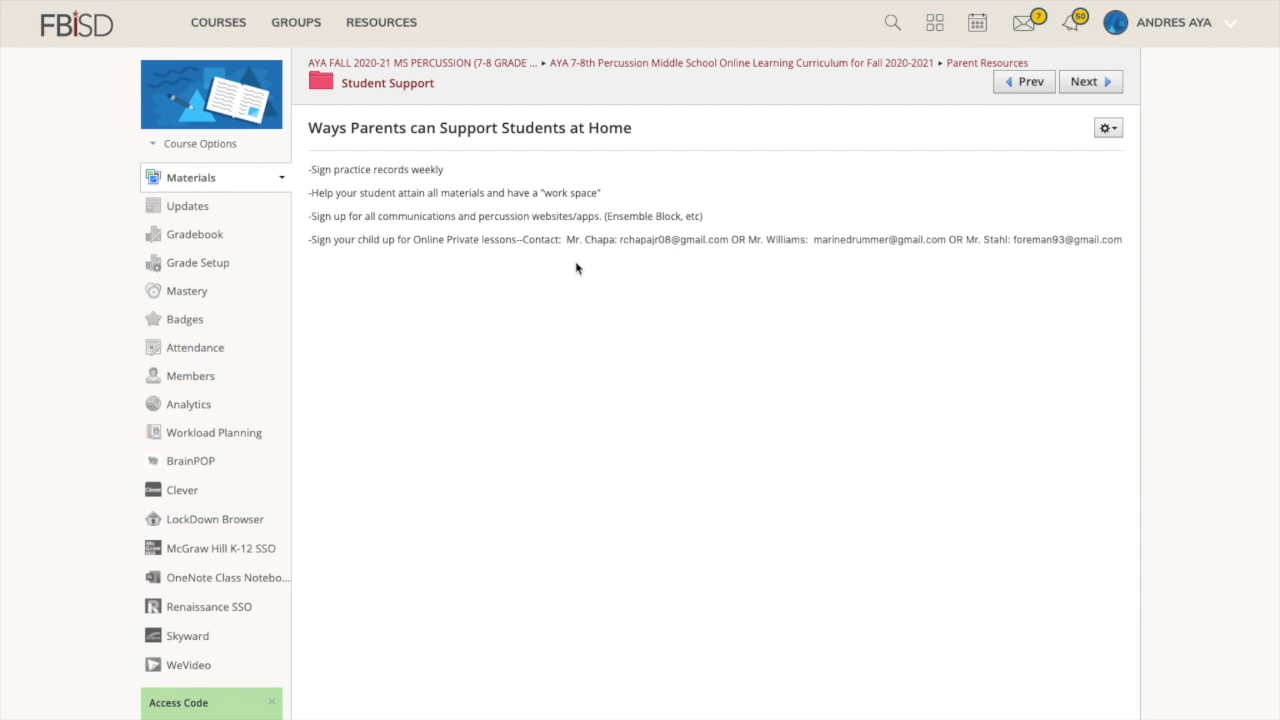 FBISD
COURSES
GROUPS
RESOURCES
7
50
ANDRES AYA
AYA FALL 2020-21 MS PERCUSSION (7-8 GRADE ... ▸ AYA 7-8th Percussion Middle School Online Learning Curriculum for Fall 2020-2021 ▸ Parent Resources
Student Support
Prev
Next
Course Options
Materials
Updates
Gradebook
Grade Setup
Mastery
Badges
Attendance
Members
Analytics
Workload Planning
BrainPOP
Clever
LockDown Browser
McGraw Hill K-12 SSO
OneNote Class Notebo...
Renaissance SSO
Skyward
WeVideo
Access Code
Ways Parents can Support Students at Home
-Sign practice records weekly
-Help your student attain all materials and have a "work space"
-Sign up for all communications and percussion websites/apps. (Ensemble Block, etc)
-Sign your child up for Online Private lessons--Contact:  Mr. Chapa: rchapajr08@gmail.com OR Mr. Williams:  marinedrummer@gmail.com OR Mr. Stahl: foreman93@gmail.com